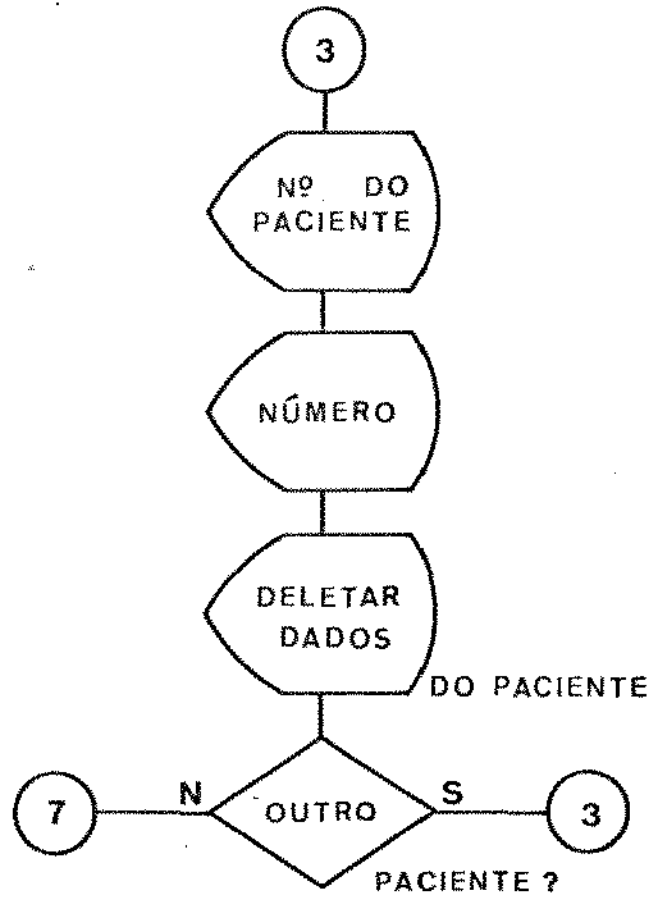 3
Nº DO
PACIENTE
NÚMERO
DELETAR
DADOS
DO PACIENTE
7
N
OUTRO
S
3
PACIENTE ?